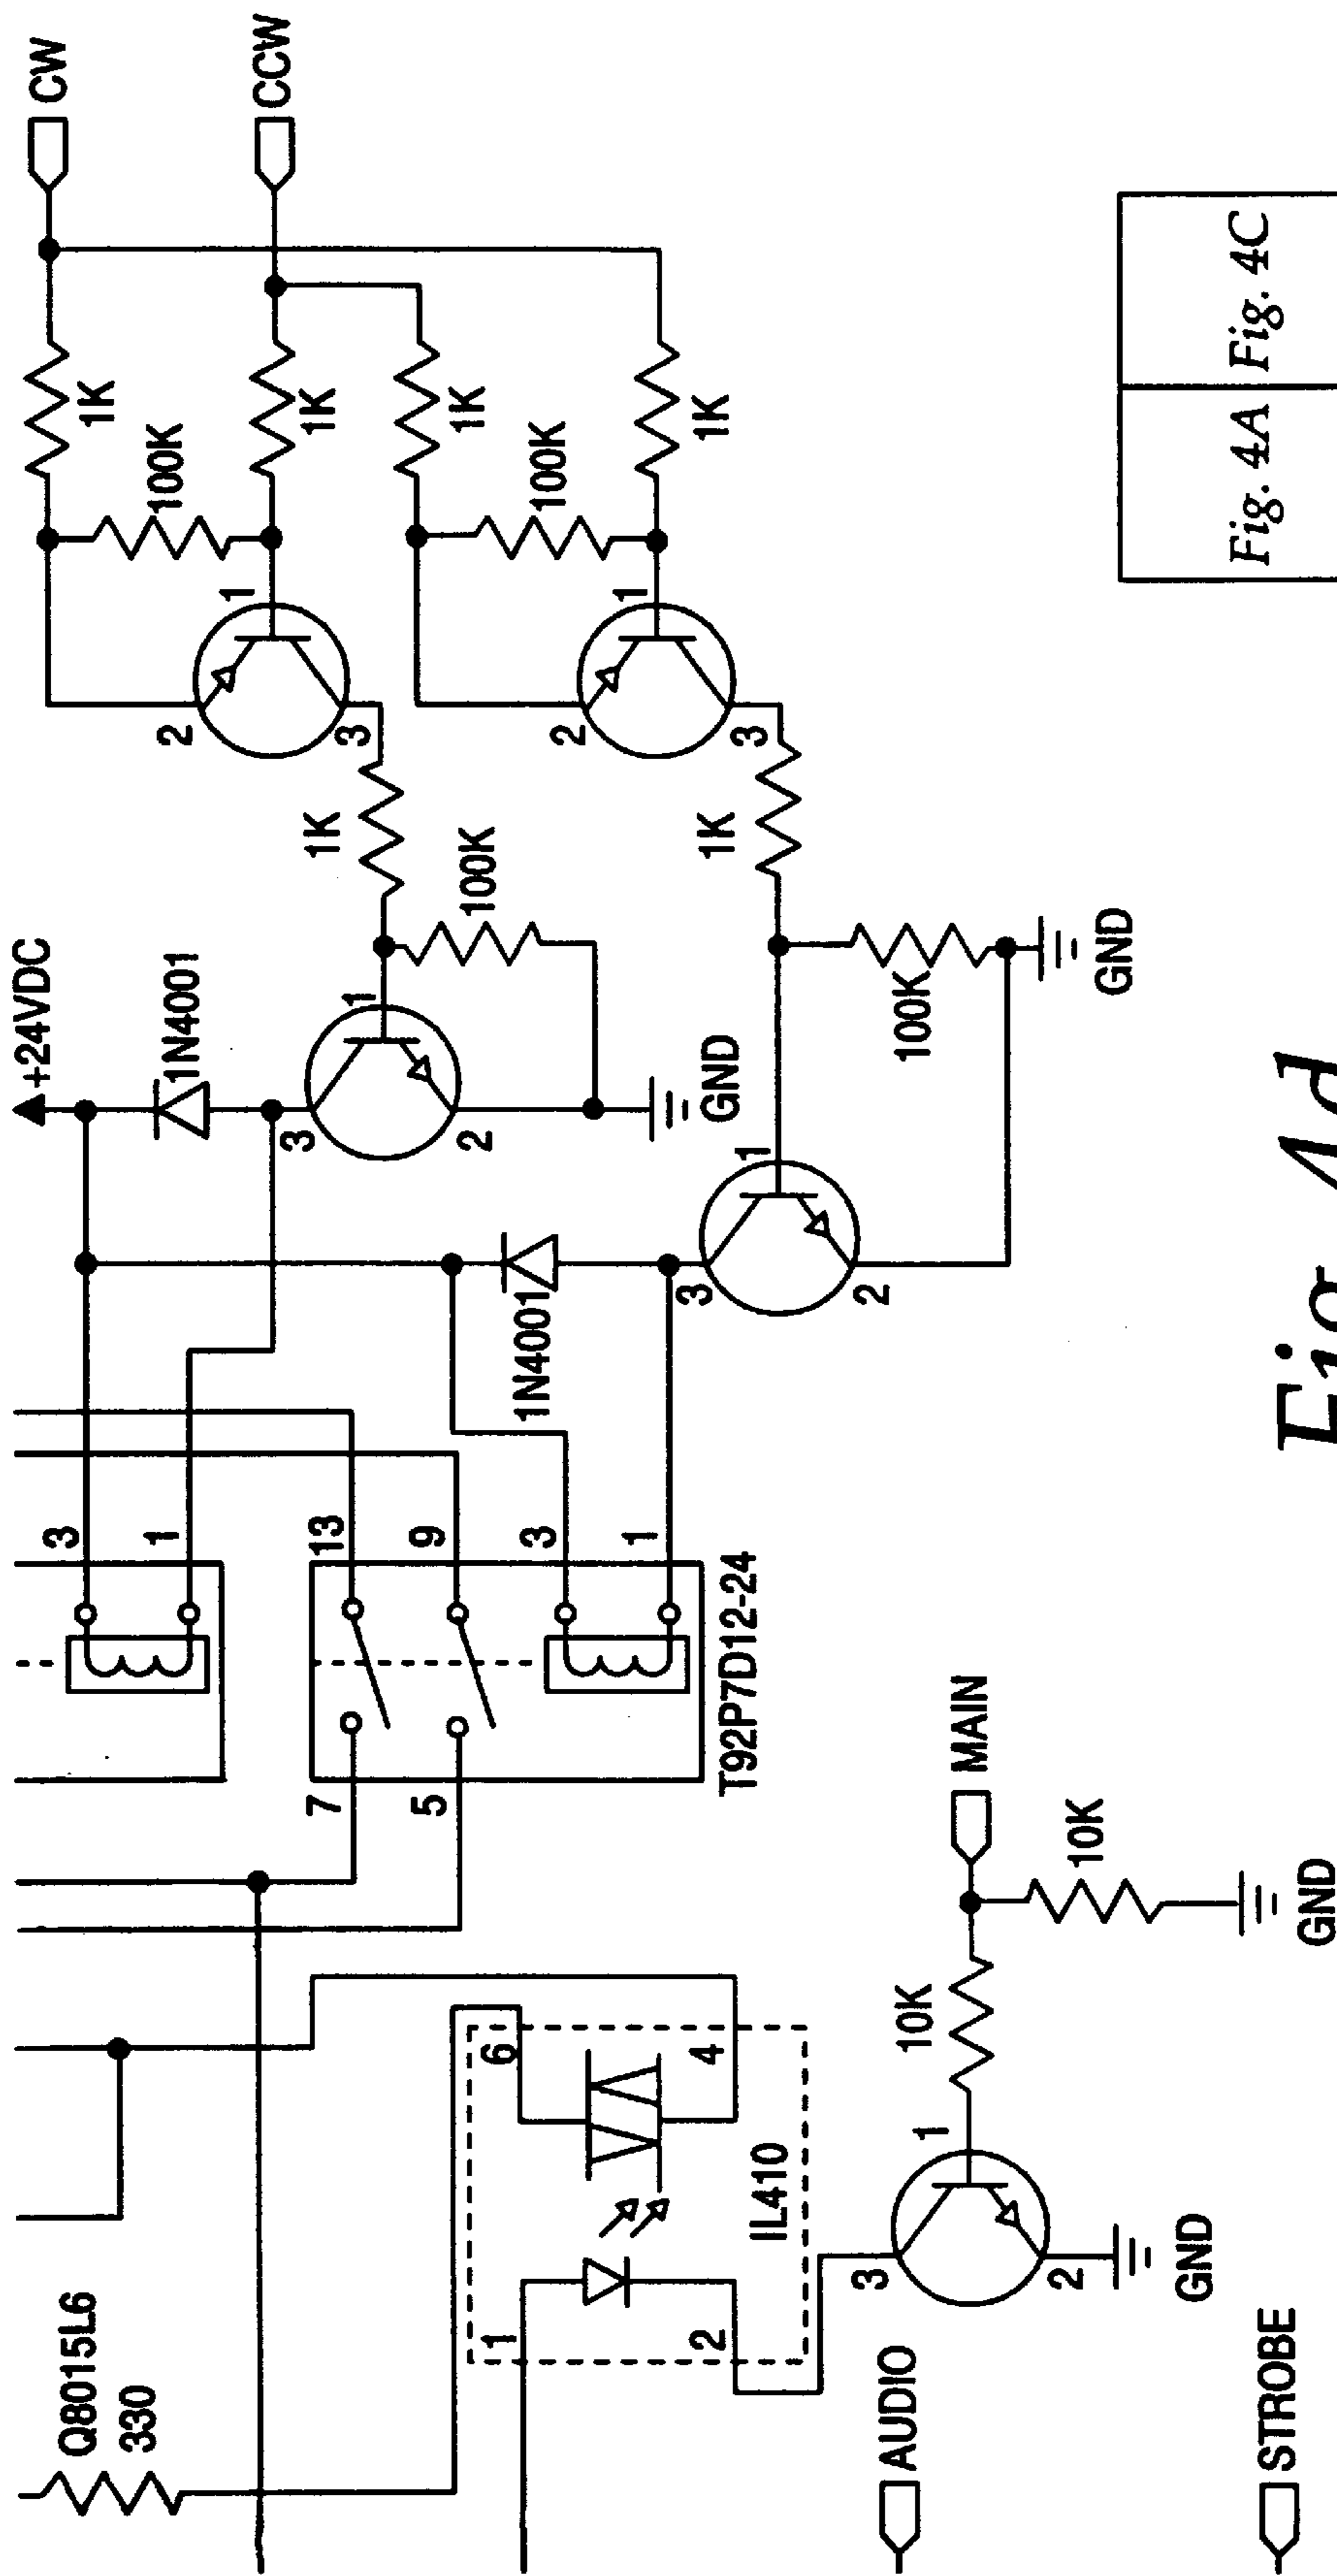 CW
CCW
1K
100K
1K
1K
100K
1K
1
2
3
1
2
3
1K
100K
1K
100K
GND
+24VDC
1N4001
1
3
2
GND
1
3
2
1N4001
3
1
13
9
3
1
7
5
T92P7D12-24
MAIN
10K
10K
GND
1
3
2
GND
Q8015L6
330
6
4
1
2
IL410
AUDIO
STROBE
Fig. 4A
Fig. 4C
Fig. 4d